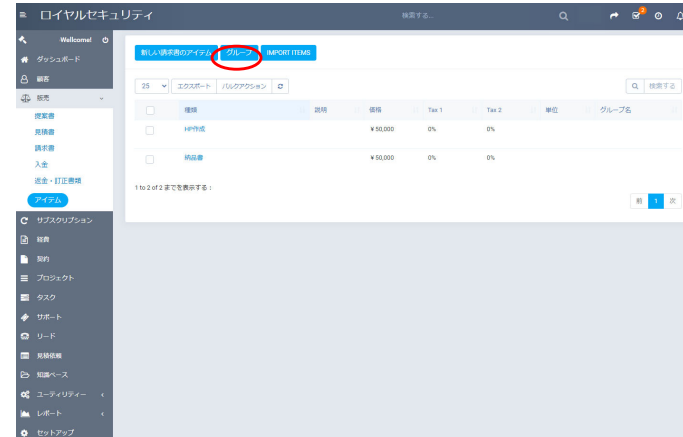 ロイヤルセキュリティ
検索する...
2
Wellcome!
ダッシュボード
顧客
販売
提案書
見積書
請求書
入金
返金・訂正書類
アイテム
サブスクリプション
経費
契約
プロジェクト
タスク
サポート
リード
見積依頼
知識ベース
ユーティリティー
レポート
セットアップ
新しい請求書のアイテム グループ IMPORT ITEMS
25 エクスポート バルクアクション 検索する
種類 説明 価格 Tax 1 Tax 2 単位 グループ名
HP作成 ¥50,000 0% 0%
納品書 ¥50,000 0% 0%
1 to 2 of 2 までを表示する :
前 1 次